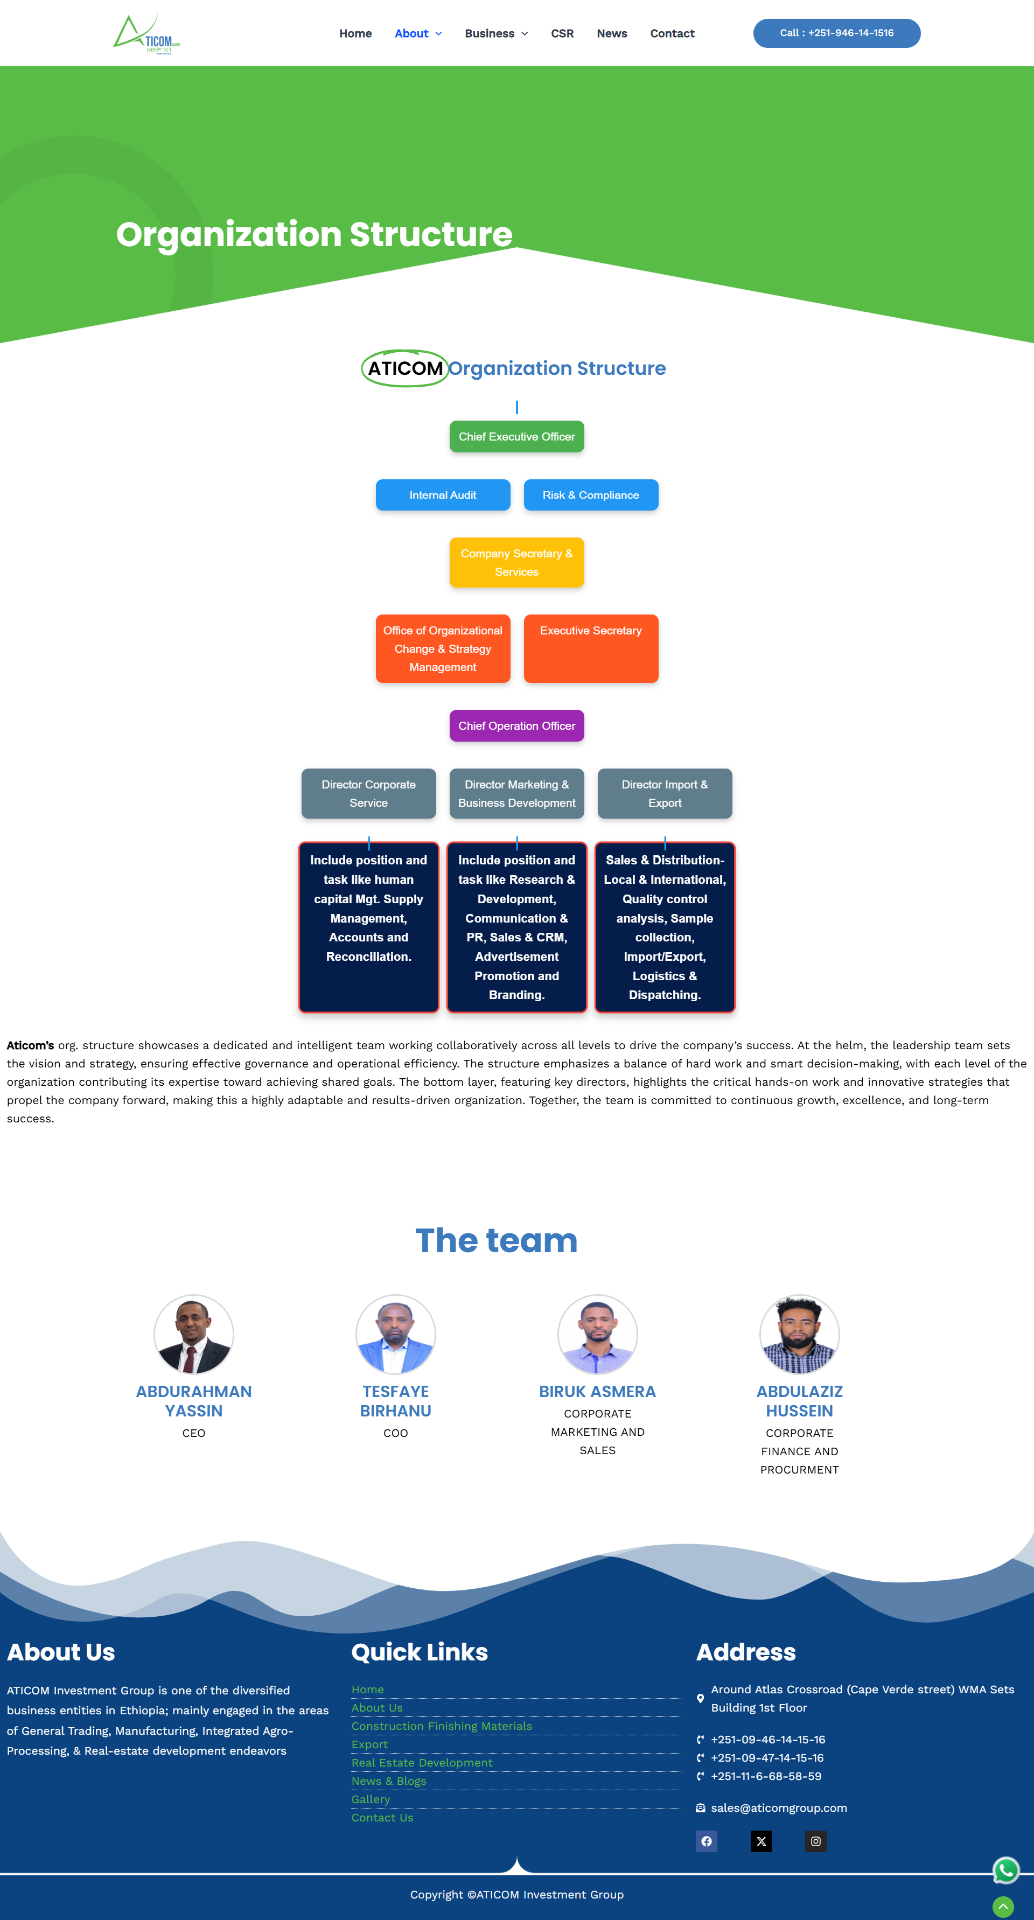 ATICOM
Home
About
Business
CSR
News
Contact
Call : +251-946-14-1516
Organization Structure
ATICOM Organization Structure
Chief Executive Officer
Internal Audit
Risk & Compliance
Company Secretary &
Services
Office of Organizational
Change & Strategy
Management
Executive Secretary
Chief Operation Officer
Director Corporate
Service
Director Marketing &
Business Development
Director Import &
Export
Include position and
task lIke human
capital Mgt. Supply
Management,
Accounts and
Reconciliation.
Include position and
task lIke Research &
Development,
Communication &
PR, Sales & CRM,
Advertisement
Promotion and
Branding.
Sales & Distribution-
Local & International,
Quality control
analysis, Sample
collection,
Import/Export,
Logistics &
Dispatching.
Aticom's org. structure showcases a dedicated and intelligent team working collaboratively across all levels to drive the company's success. At the helm, the leadership team sets
the vision and strategy, ensuring effective governance and operational efficiency. The structure emphasizes a balance of hard work and smart decision-making, with each level of the
organization contributing its expertise toward achieving shared goals. The bottom layer, featuring key directors, highlights the critical hands-on work and innovative strategies that
propel the company forward, making this a highly adaptable and results-driven organization. Together, the team is committed to continuous growth, excellence, and long-term
success.
The team
ABDURAHMAN
YASSIN
CEO
TESFAYE
BIRHANU
COO
BIRUK ASMERA
CORPORATE
MARKETING AND
SALES
ABDULAZIZ
HUSSEIN
CORPORATE
FINANCE AND
PROCURMENT
About Us
ATICOM Investment Group is one of the diversified
business entities in Ethiopia; mainly engaged in the areas
of General Trading, Manufacturing, Integrated Agro-
Processing, & Real-estate development endeavors
Quick Links
Home
About Us
Construction Finishing Materials
Export
Real Estate Development
News & Blogs
Gallery
Contact Us
Address
Around Atlas Crossroad (Cape Verde street) WMA Sets
Building 1st Floor
+251-09-46-14-15-16
+251-09-47-14-15-16
+251-11-6-68-58-59
sales@aticomgroup.com
Copyright ©ATICOM Investment Group